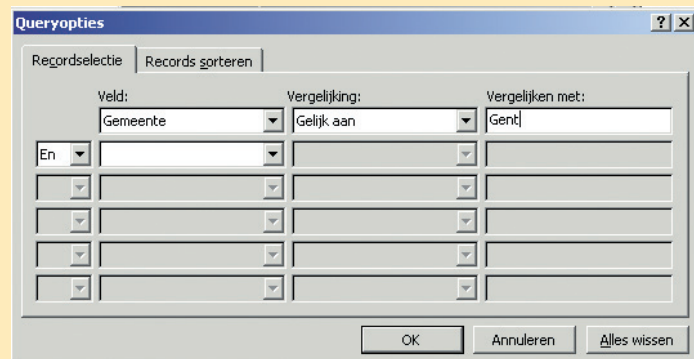 Queryopties
Recordselectie Records sorteren
Veld: Vergelijking: Vergelijken met:
Gemeente Gelijk aan Gent
En
OK Annuleren Alles wissen